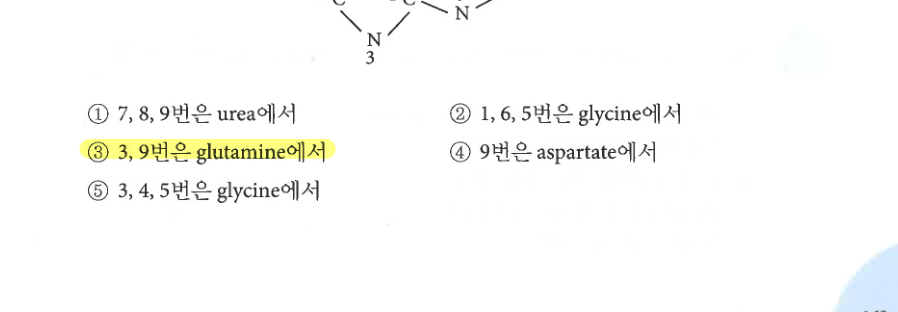 N
N
3
① 7, 8, 9번은 urea에서
② 1, 6, 5번은 glycine에서
③ 3, 9번은 glutamine에서
④ 9번은 aspartate에서
⑤ 3, 4, 5번은 glycine에서